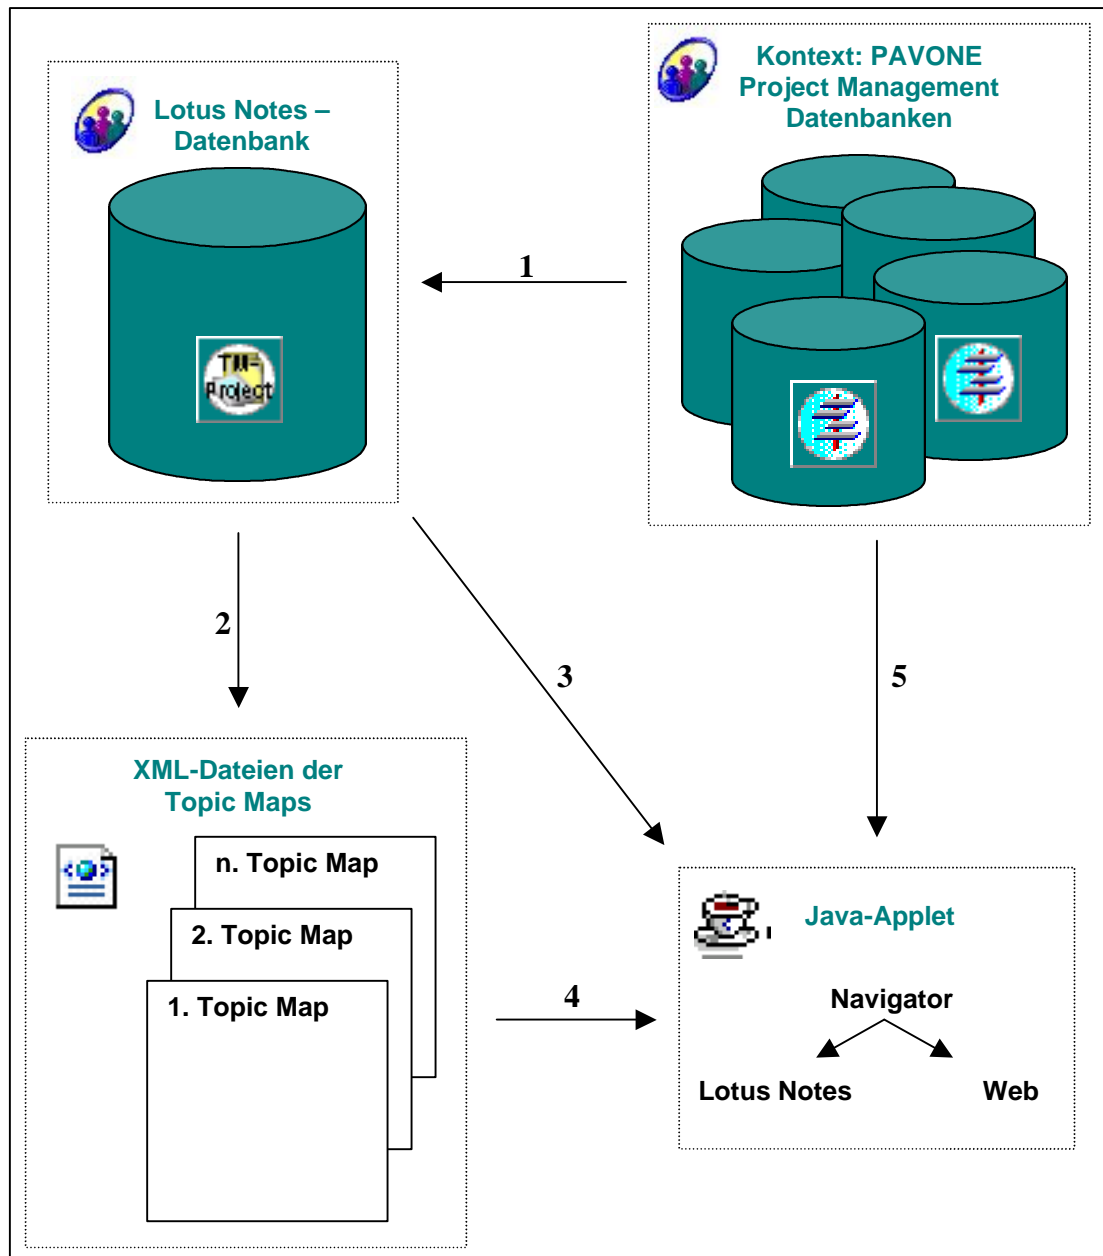 Lotus Notes –
Datenbank
TM-
Project
Kontext: PAVONE
Project Management
Datenbanken
1
2
3
5
XML-Dateien der
Topic Maps
n. Topic Map
2. Topic Map
1. Topic Map
4
Java-Applet
Navigator
Lotus Notes
Web